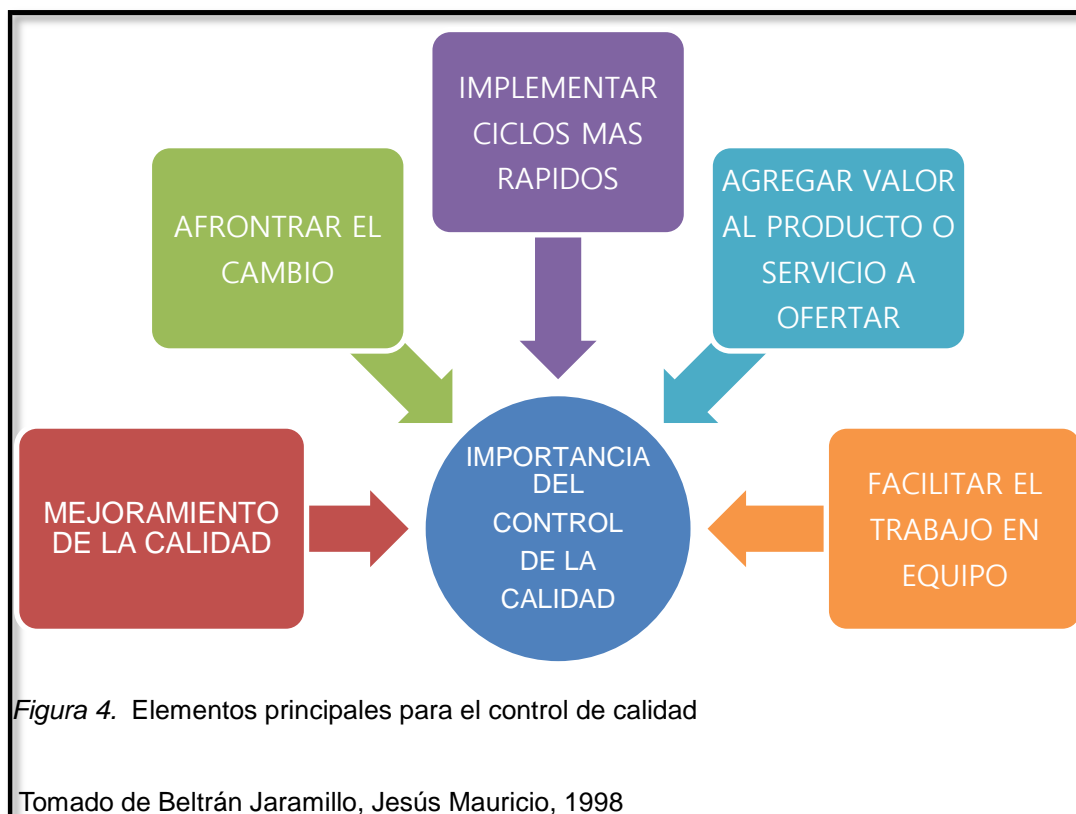 IMPLEMENTAR
CICLOS MAS
RAPIDOS
AFRONTRAR EL
CAMBIO
AGREGAR VALOR
AL PRODUCTO O
SERVICIO A
OFERTAR
MEJORAMIENTO
DE LA CALIDAD
IMPORTANCIA
DEL
CONTROL
DE LA
CALIDAD
FACILITAR EL
TRABAJO EN
EQUIPO
Figura 4. Elementos principales para el control de calidad
Tomado de Beltrán Jaramillo, Jesús Mauricio, 1998